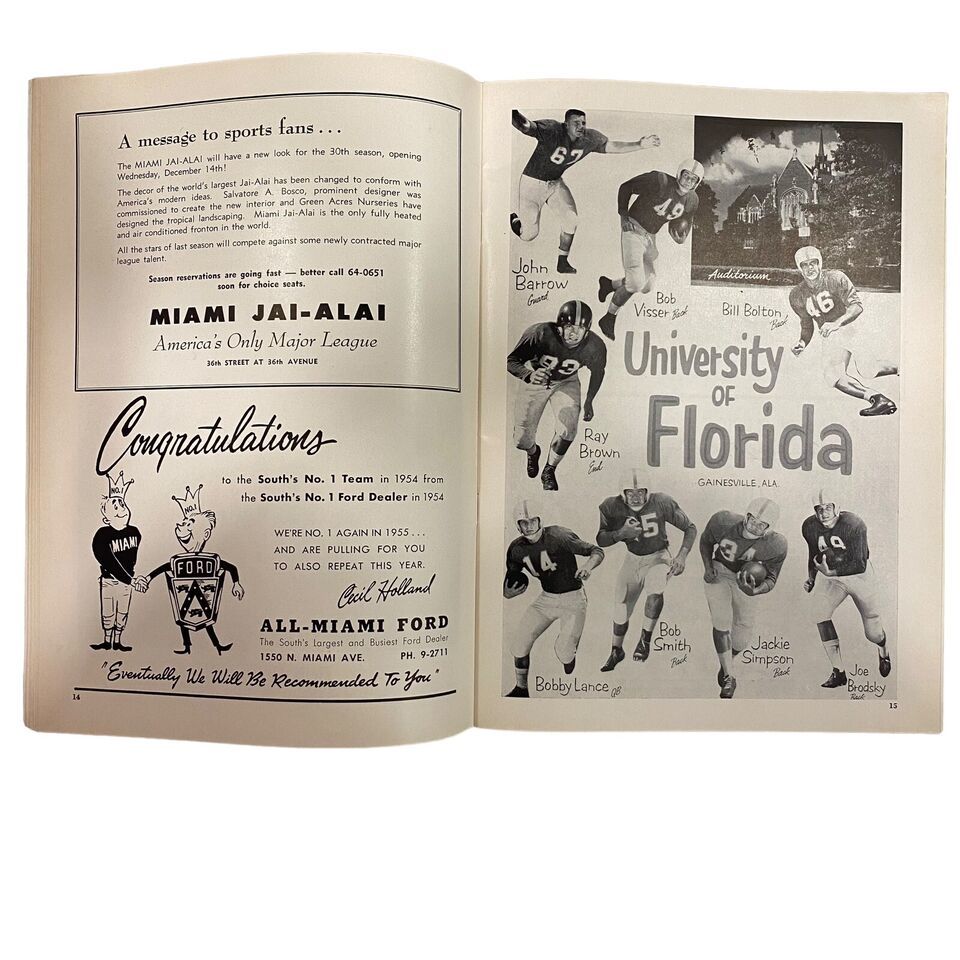 A message to sports fans . . .
The MIAMI JAI-ALAI will have a new look for the 30th season, opening
Wednesday, December 14th!
The decor of the world's largest Jai-Alai has been changed to conform with
America's modern ideas. Salvatore A. Bosco, prominent designer was
commissioned to create the new interior and Green Acres Nurseries have
designed the tropical landscaping. Miami Jai-Alai is the only fully heated
and air conditioned fronton in the world.
All the stars of last season will compete against some newly contracted major
league talent.
Season reservations are going fast — better call 64-0651
soon for choice seats.
MIAMI JAI-ALAI
America's Only Major League
36th STREET AT 36th AVENUE
Congratulations
to the South's No. 1 Team in 1954 from
the South's No. 1 Ford Dealer in 1954
NO.1
NO.1
MIAMI
FORD
WE'RE NO. 1 AGAIN IN 1955 . . .
AND ARE PULLING FOR YOU
TO ALSO REPEAT THIS YEAR.
Cecil Holland
ALL-MIAMI FORD
The South's Largest and Busiest Ford Dealer
1550 N. MIAMI AVE. PH. 9-2711
"Eventually We Will Be Recommended To You"
14
67
John
Barrow
Guard
49
Bob
Visser Back
Auditorium
46
Bill Bolton
Back
83
Ray
Brown
End
University
OF
Florida
GAINESVILLE, ALA.
14
Bobby Lance QB
45
Bob
Smith
Back
34
Jackie
Simpson
Back
49
Joe
Brodsky
Back
15